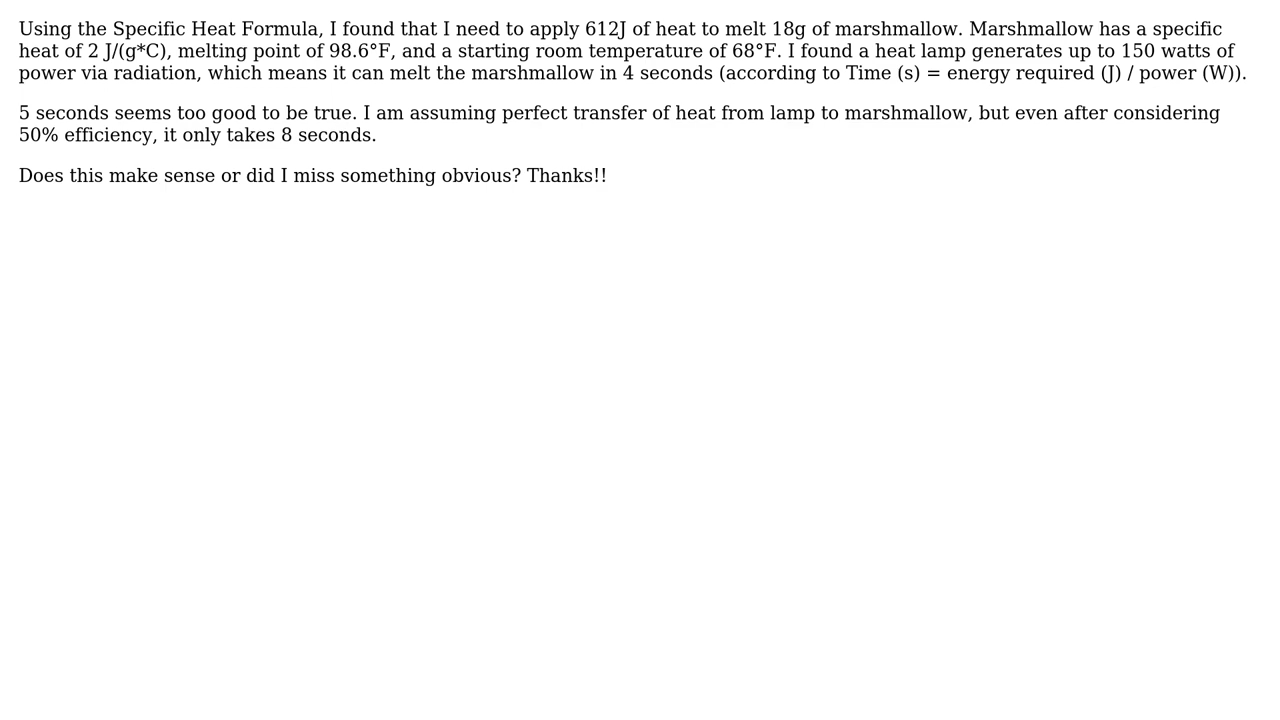 Using the Specific Heat Formula, I found that I need to apply 612J of heat to melt 18g of marshmallow. Marshmallow has a specific
heat of 2 J/(g*C), melting point of 98.6°F, and a starting room temperature of 68°F. I found a heat lamp generates up to 150 watts of
power via radiation, which means it can melt the marshmallow in 4 seconds (according to Time (s) = energy required (J) / power (W)).
5 seconds seems too good to be true. I am assuming perfect transfer of heat from lamp to marshmallow, but even after considering
50% efficiency, it only takes 8 seconds.
Does this make sense or did I miss something obvious? Thanks!!